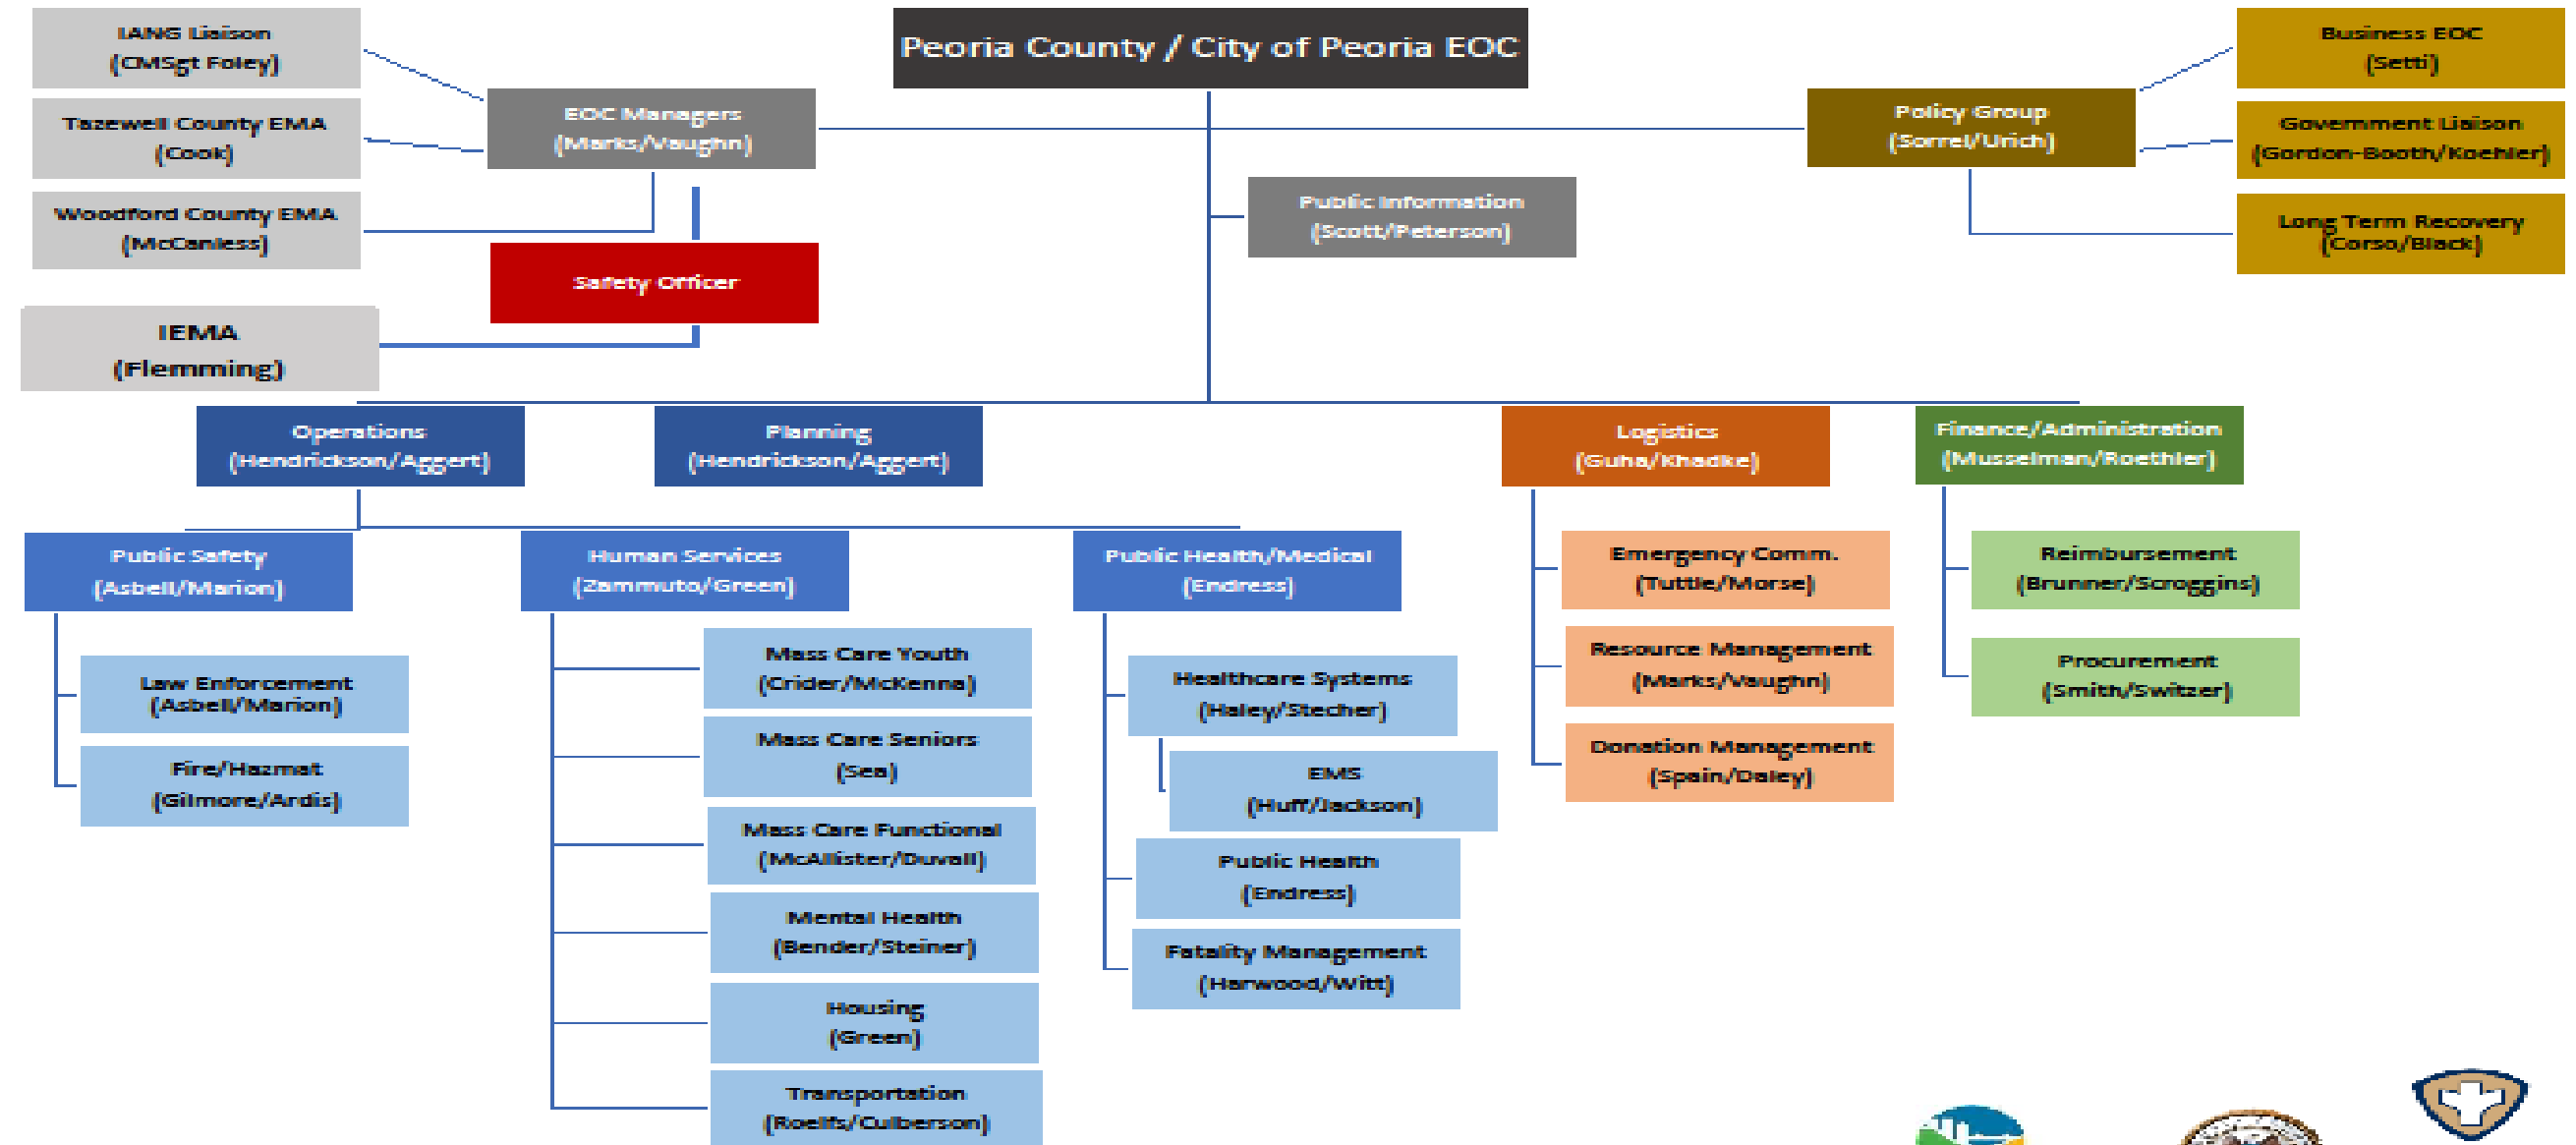 Peoria County / City of Peoria EOC
IANG Liaison
(CMSgt Foley)
Tazewell County EMA
(Cook)
Woodford County EMA
(McCanless)
IEMA
(Flemming)
EOC Managers
(Marks/Vaughn)
Safety Officer
Public Information
(Scott/Peterson)
Policy Group
(Sorrel/Urich)
Business EOC
(Setti)
Government Liaison
(Gordon-Booth/Koehler)
Long Term Recovery
(Corso/Black)
Operations
(Hendrickson/Aggert)
Planning
(Hendrickson/Aggert)
Logistics
(Guha/Khadke)
Finance/Administration
(Musselman/Roethler)
Public Safety
(Asbell/Marion)
Law Enforcement
(Asbell/Marion)
Fire/Hazmat
(Gilmore/Ardis)
Human Services
(Zammuto/Green)
Mass Care Youth
(Crider/McKenna)
Mass Care Seniors
(Sea)
Mass Care Functional
(McAllister/Duvall)
Mental Health
(Bender/Steiner)
Housing
(Green)
Transportation
(Roelfs/Culberson)
Public Health/Medical
(Endress)
Healthcare Systems
(Haley/Stecher)
EMS
(Huff/Jackson)
Public Health
(Endress)
Fatality Management
(Harwood/Witt)
Emergency Comm.
(Tuttle/Morse)
Resource Management
(Marks/Vaughn)
Donation Management
(Spain/Daley)
Reimbursement
(Brunner/Scroggins)
Procurement
(Smith/Switzer)